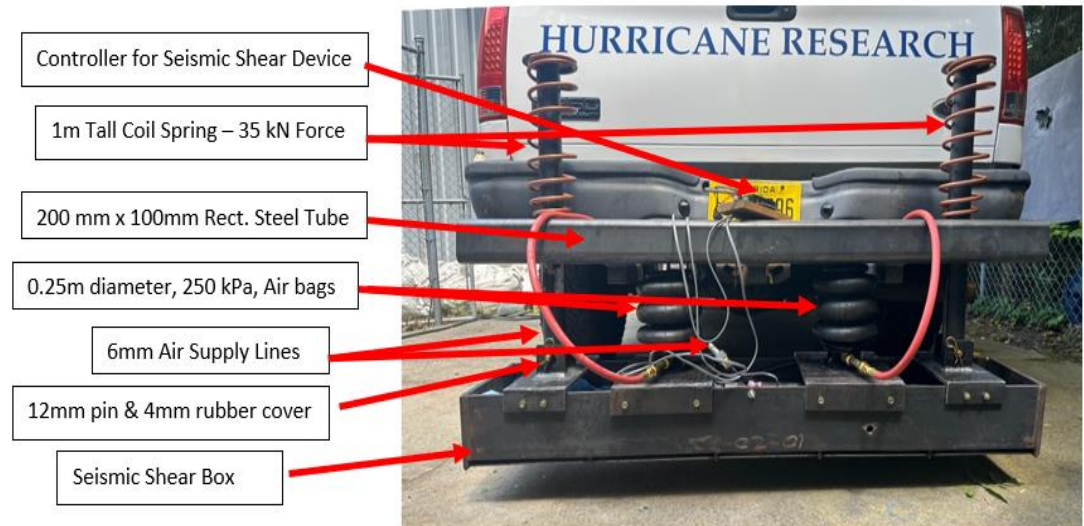 HURRICANE RESEARCH
Controller for Seismic Shear Device
1m Tall Coil Spring – 35 kN Force
200 mm x 100mm Rect. Steel Tube
0.25m diameter, 250 kPa, Air bags
6mm Air Supply Lines
12mm pin & 4mm rubber cover
Seismic Shear Box